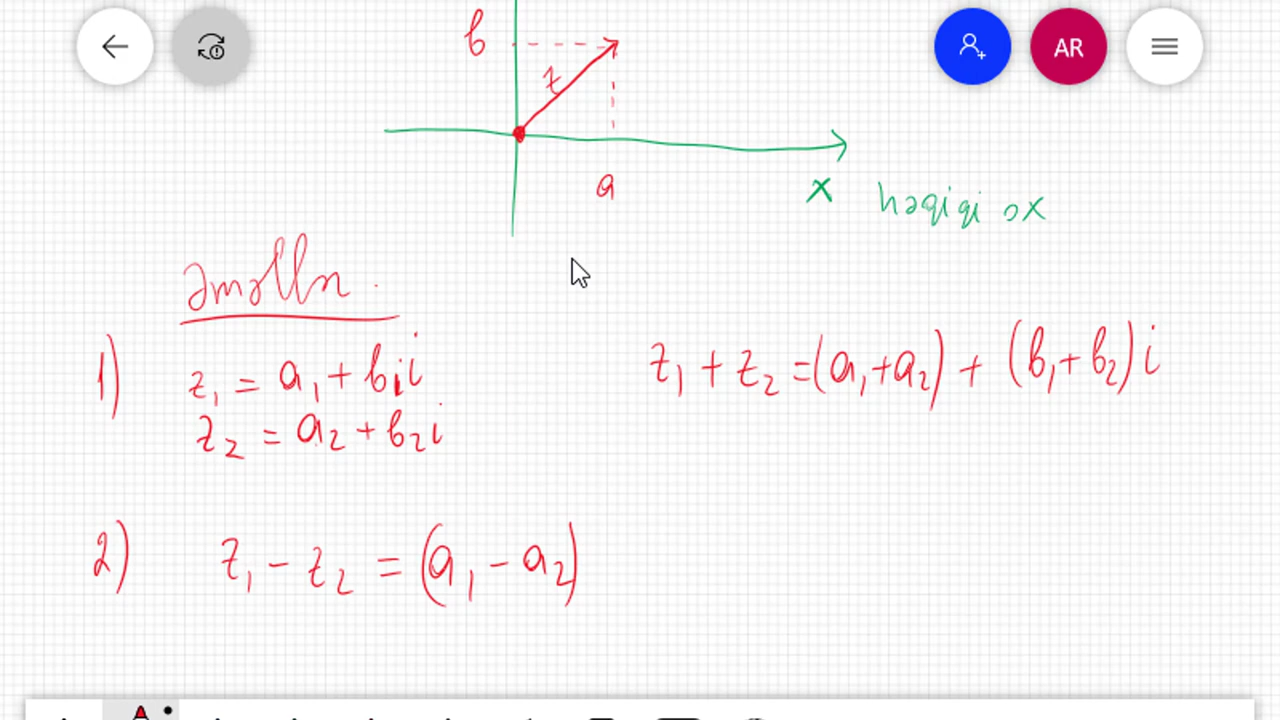 AR
b
z
a
x həqiqi ox
əməlln.
1) z₁ = a₁ + b₁i z₁ + z₂ = (a₁ + a₂) + (b₁ + b₂) i
z₂ = a₂ + b₂i
2) z₁ − z₂ = (a₁ − a₂)